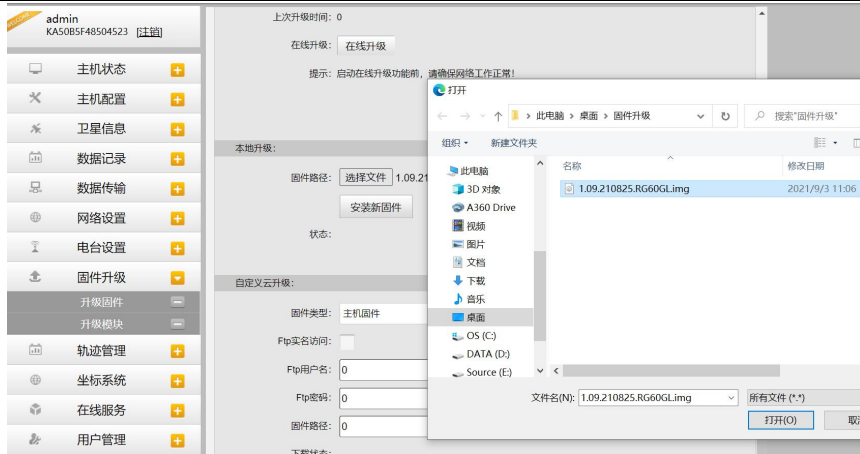 WELCOME
admin
KA50B5F48504523 [注销]
主机状态
主机配置
卫星信息
数据记录
数据传输
网络设置
电台设置
固件升级
升级固件
升级模块
轨迹管理
坐标系统
在线服务
用户管理
上次升级时间: 0
在线升级: 在线升级
提示: 启动在线升级功能前，请确保网络工作正常!
本地升级:
固件路径: 选择文件 1.09.21
安装新固件
状态:
自定义云升级:
固件类型: 主机固件
Ftp实名访问:
Ftp用户名: 0
Ftp密码: 0
固件路径: 0
下载状态:
打开
此电脑 › 桌面 › 固件升级
搜索"固件升级"
组织 新建文件夹
此电脑
3D 对象
A360 Drive
视频
图片
文档
下载
音乐
桌面
OS (C:)
DATA (D:)
Source (E:)
名称 修改日期
1.09.210825.RG60GL.img 2021/9/3 11:06
文件名(N): 1.09.210825.RG60GL.img 所有文件 (*.*)
打开(O) 取